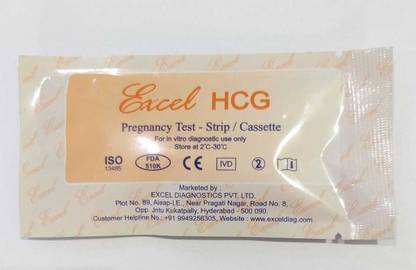 Excel HCG
Pregnancy Test - Strip / Cassette
For in vitro diagnostic use only
Store at 2°C-30°C
ISO
13485
FDA
510K
CE
IVD
2
i
Marketed by :
EXCEL DIAGNOSTICS PVT. LTD.
Plot No. 89, Aleap-I.E., Near Pragati Nagar, Road No. 8,
Opp. Jntu Kukatpally, Hyderabad - 500 090.
Customer Helpline No.: +91 9949256305, Website : www.exceldiag.com